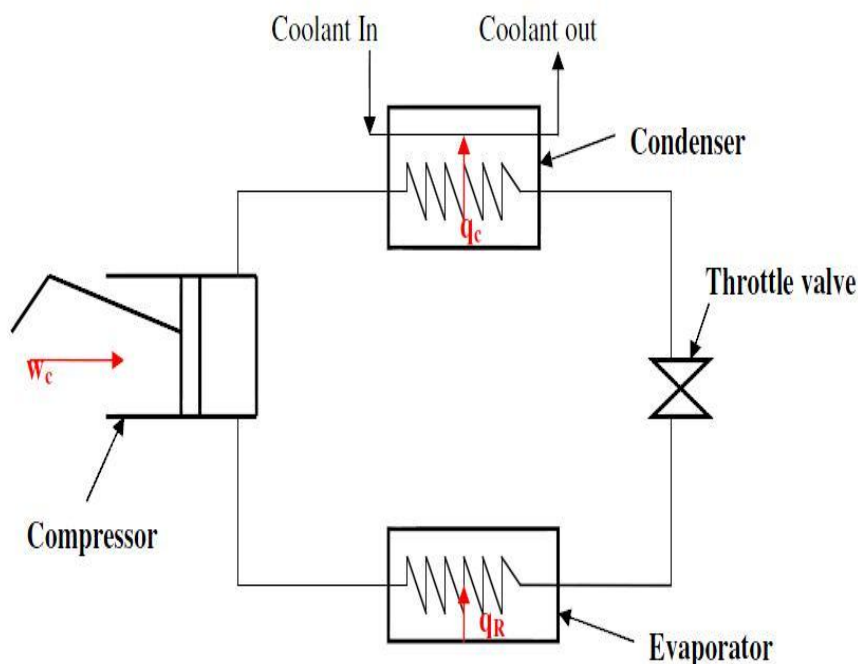 Coolant In
Coolant out
Condenser
qc
Throttle valve
wc
Compressor
qR
Evaporator